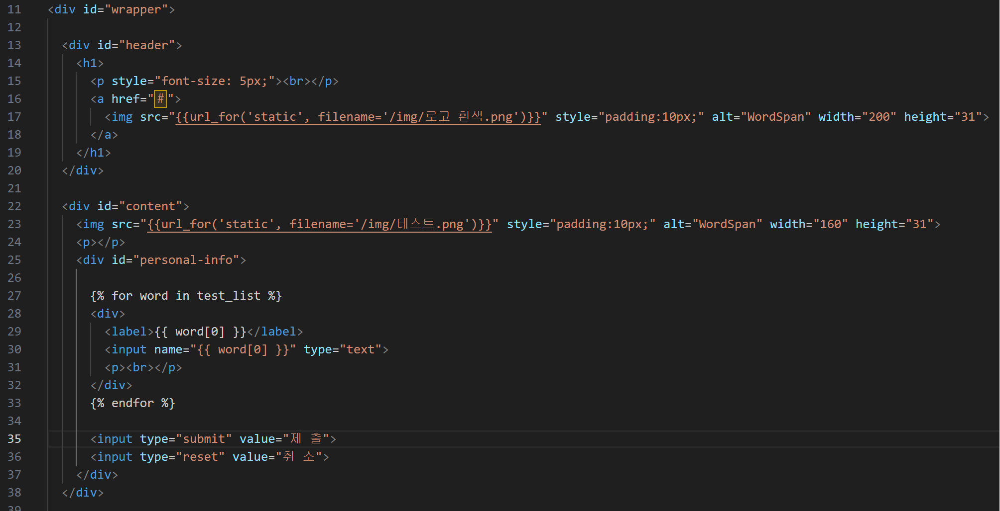 11 <div id="wrapper">
12
13 <div id="header">
14 <h1>
15 <p style="font-size: 5px;"><br></p>
16 <a href="#">
17 <img src="{{url_for('static', filename='/img/로고 흰색.png')}}" style="padding:10px;" alt="WordSpan" width="200" height="31">
18 </a>
19 </h1>
20 </div>
21
22 <div id="content">
23 <img src="{{url_for('static', filename='/img/테스트.png')}}" style="padding:10px;" alt="WordSpan" width="160" height="31">
24 <p></p>
25 <div id="personal-info">
26
27 {% for word in test_list %}
28 <div>
29 <label>{{ word[0] }}</label>
30 <input name="{{ word[0] }}" type="text">
31 <p><br></p>
32 </div>
33 {% endfor %}
34
35 <input type="submit" value="제 출">
36 <input type="reset" value="취 소">
37 </div>
38 </div>
39